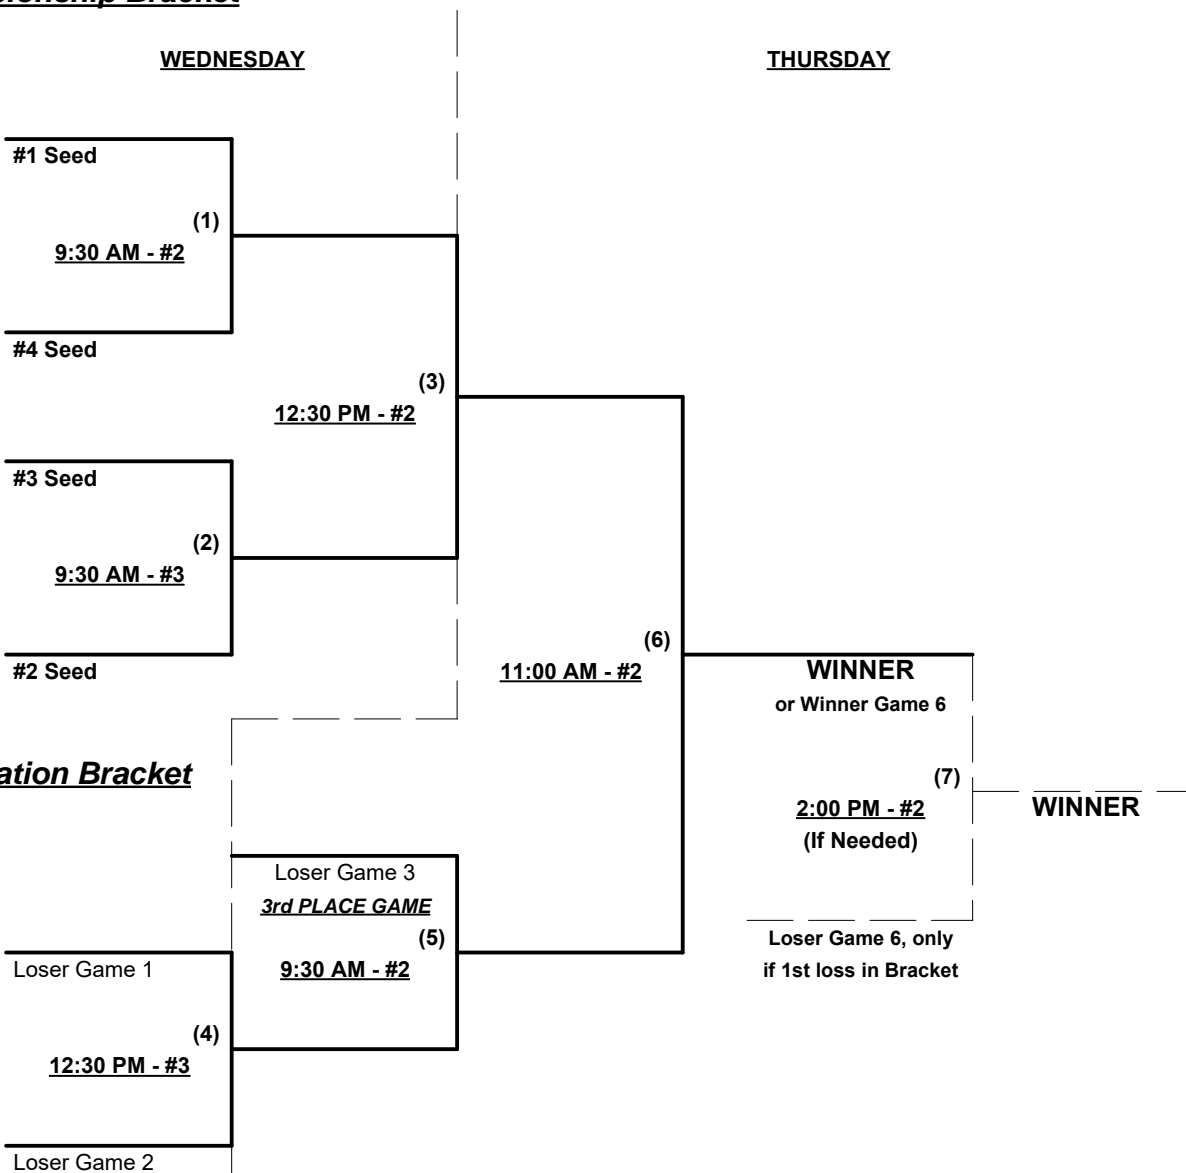 Bracket
WEDNESDAY
THURSDAY
#1 Seed
(1)
9:30 AM - #2
#4 Seed
(3)
12:30 PM - #2
#3 Seed
(2)
9:30 AM - #3
#2 Seed
(6)
11:00 AM - #2
WINNER
or Winner Game 6
Bracket
(7)
2:00 PM - #2
(If Needed)
WINNER
Loser Game 3
3rd PLACE GAME
(5)
9:30 AM - #2
Loser Game 6, only
if 1st loss in Bracket
Loser Game 1
(4)
12:30 PM - #3
Loser Game 2